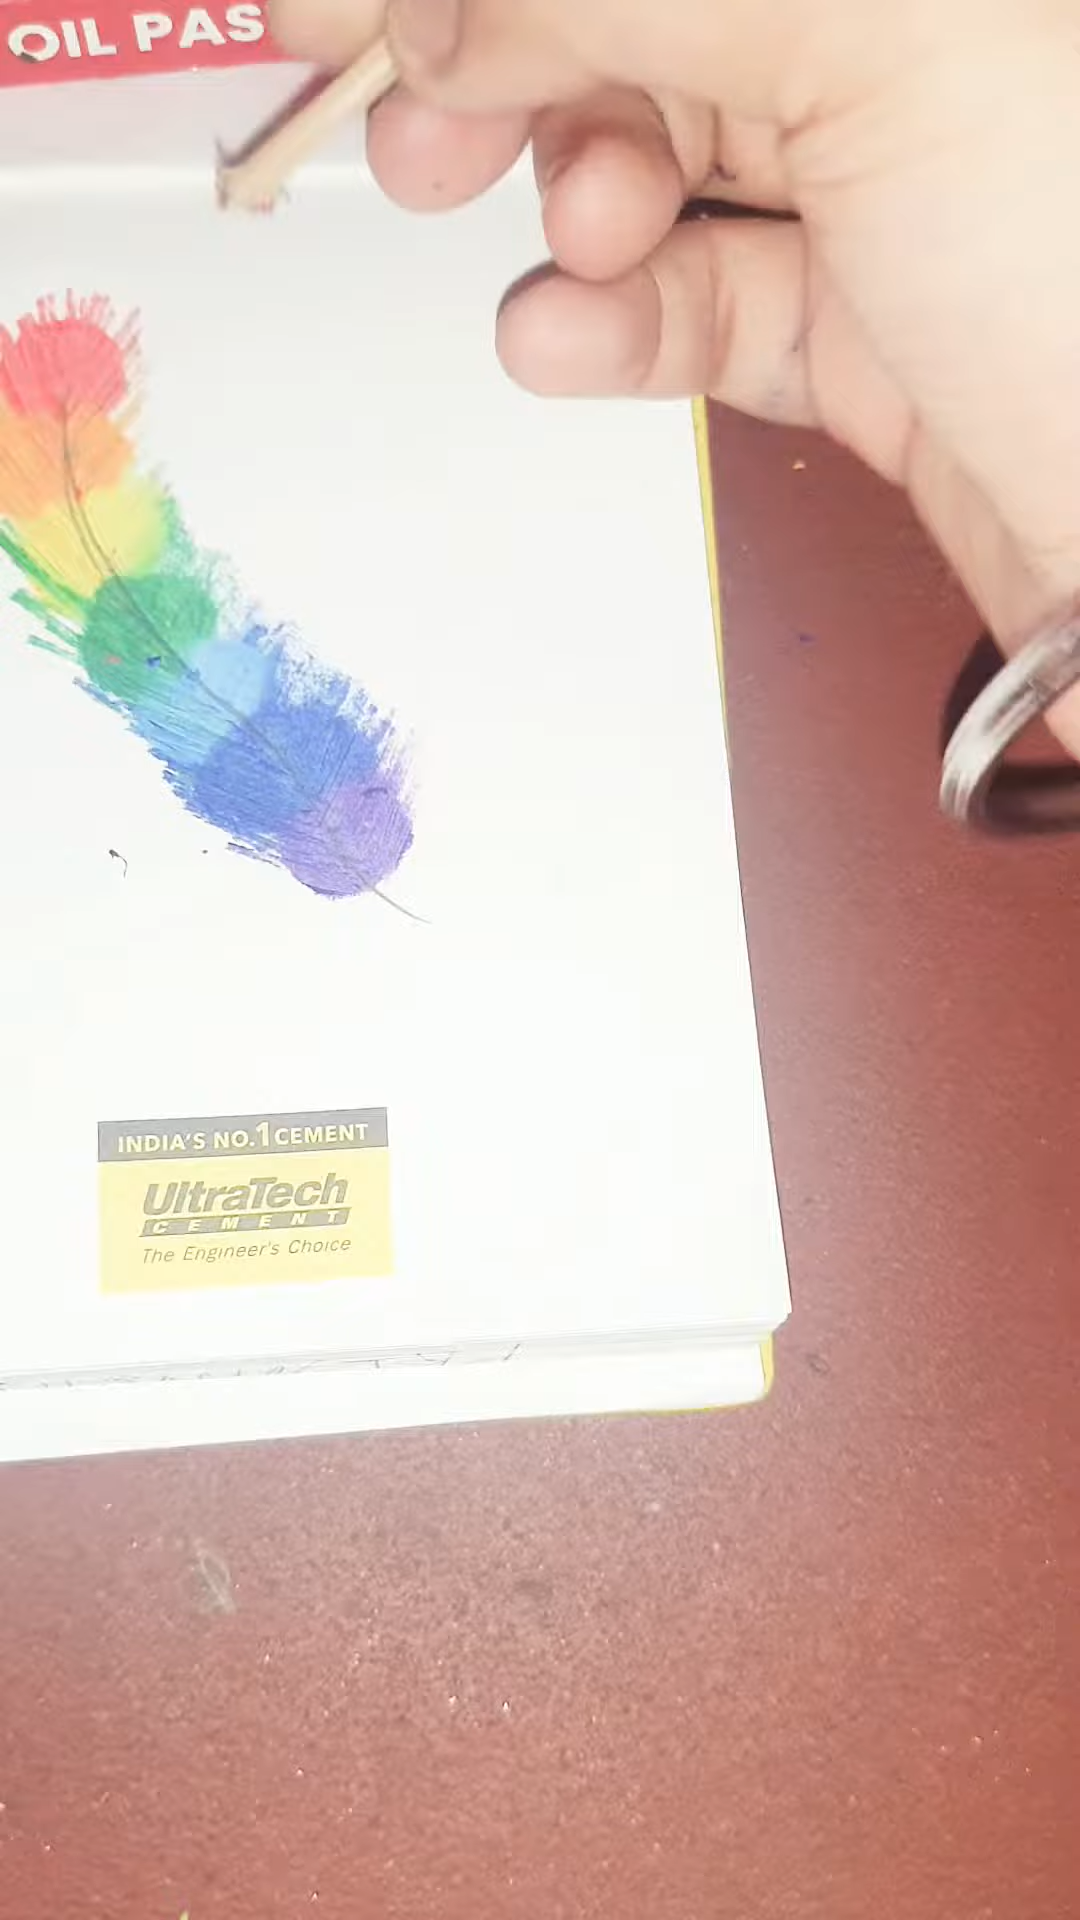 OIL PAS
INDIA'S NO.1 CEMENT
UltraTech
CEMENT
The Engineer's Choice